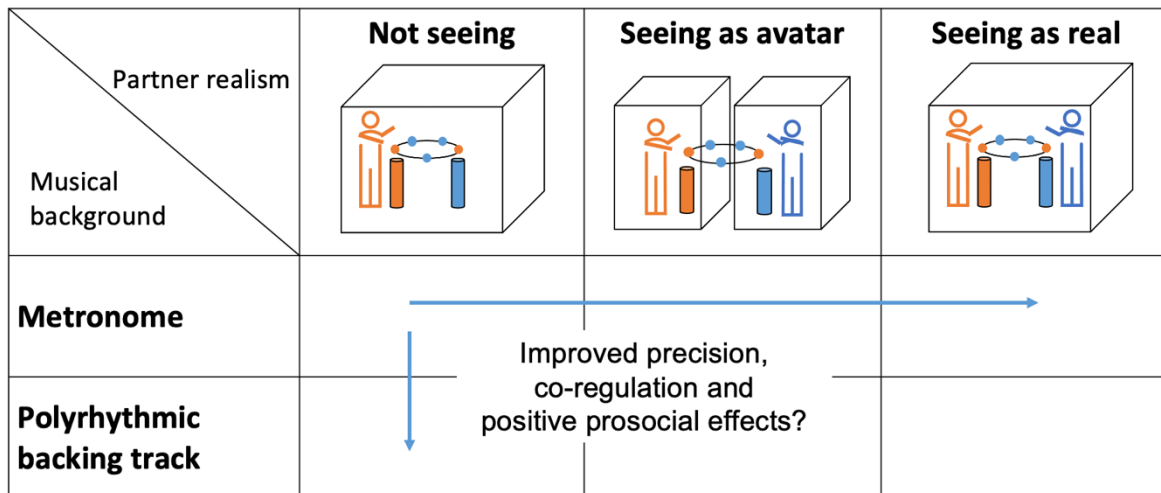 Partner realism
Musical
background
Not seeing
Seeing as avatar
Seeing as real
Metronome
Improved precision,
co-regulation and
positive prosocial effects?
Polyrhythmic
backing track